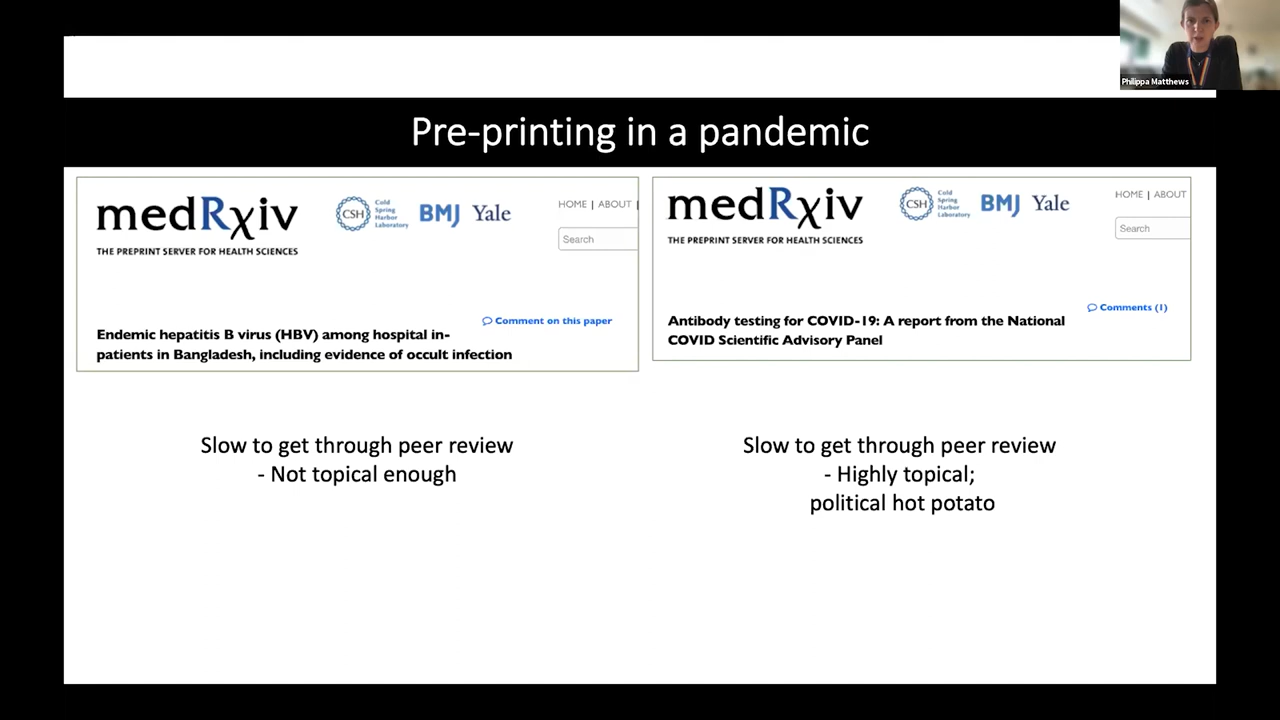 Philippa Matthews
Pre-printing in a pandemic
medRxiv
CSH
Cold
Spring
Harbor
Laboratory
BMJ
Yale
HOME | ABOUT |
THE PREPRINT SERVER FOR HEALTH SCIENCES
Search
Comment on this paper
Endemic hepatitis B virus (HBV) among hospital in-
patients in Bangladesh, including evidence of occult infection
medRxiv
CSH
Cold
Spring
Harbor
Laboratory
BMJ
Yale
HOME | ABOUT
THE PREPRINT SERVER FOR HEALTH SCIENCES
Search
Comments (1)
Antibody testing for COVID-19: A report from the National
COVID Scientific Advisory Panel
Slow to get through peer review
- Not topical enough
Slow to get through peer review
- Highly topical;
political hot potato